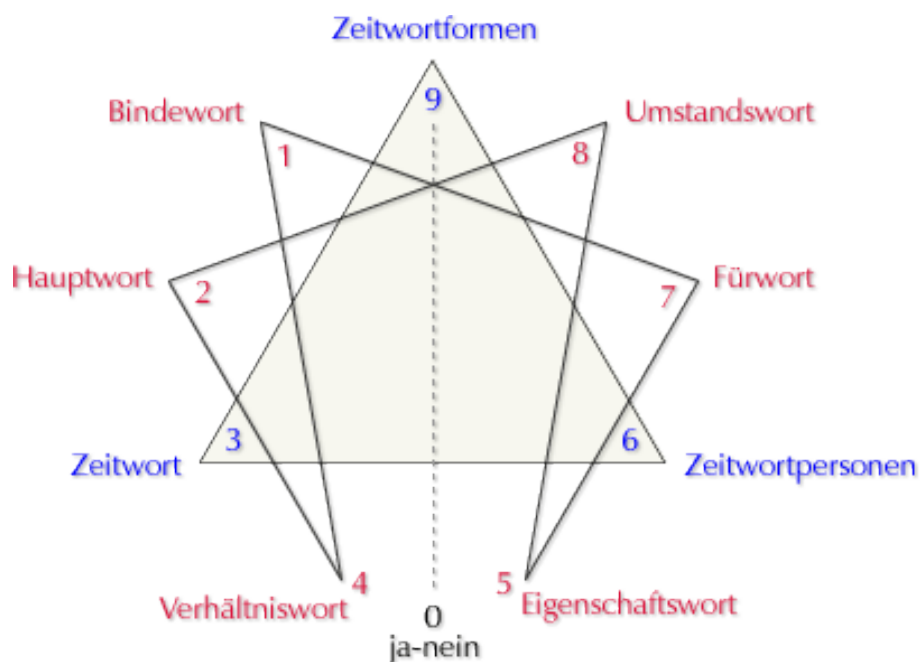 Zeitwortformen
9
Bindewort
Umstandswort
1
8
Hauptwort
Fürwort
2
7
3
6
Zeitwort
Zeitwortpersonen
4
5
Verhältniswort
Eigenschaftswort
0
ja-nein